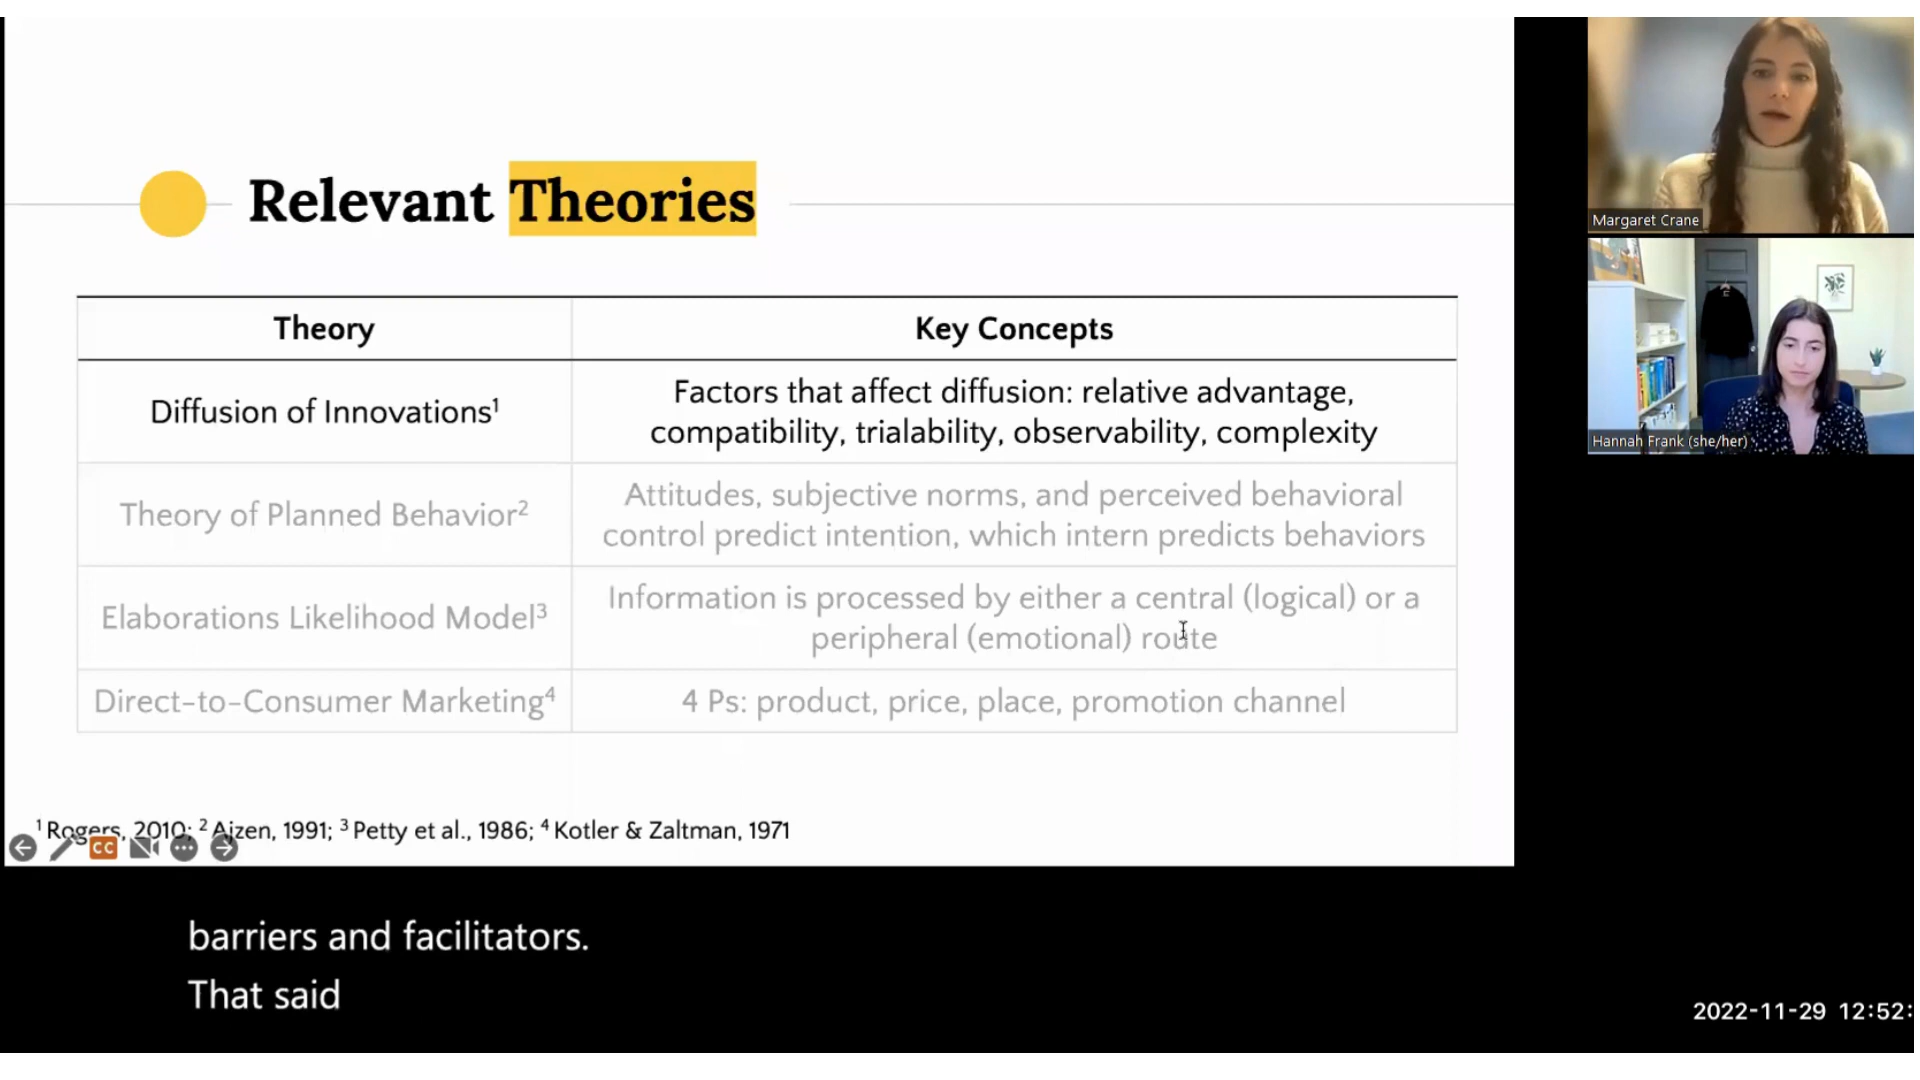 Relevant Theories
Theory
Key Concepts
Diffusion of Innovations¹
Factors that affect diffusion: relative advantage,
compatibility, trialability, observability, complexity
Theory of Planned Behavior²
Attitudes, subjective norms, and perceived behavioral
control predict intention, which intern predicts behaviors
Elaborations Likelihood Model³
Information is processed by either a central (logical) or a
peripheral (emotional) route
Direct-to-Consumer Marketing⁴
4 Ps: product, price, place, promotion channel
¹ Rogers, 2010; ² Ajzen, 1991; ³ Petty et al., 1986; ⁴ Kotler & Zaltman, 1971
CC
barriers and facilitators.
That said
Margaret Crane
Hannah Frank (she/her)
2022-11-29 12:52: